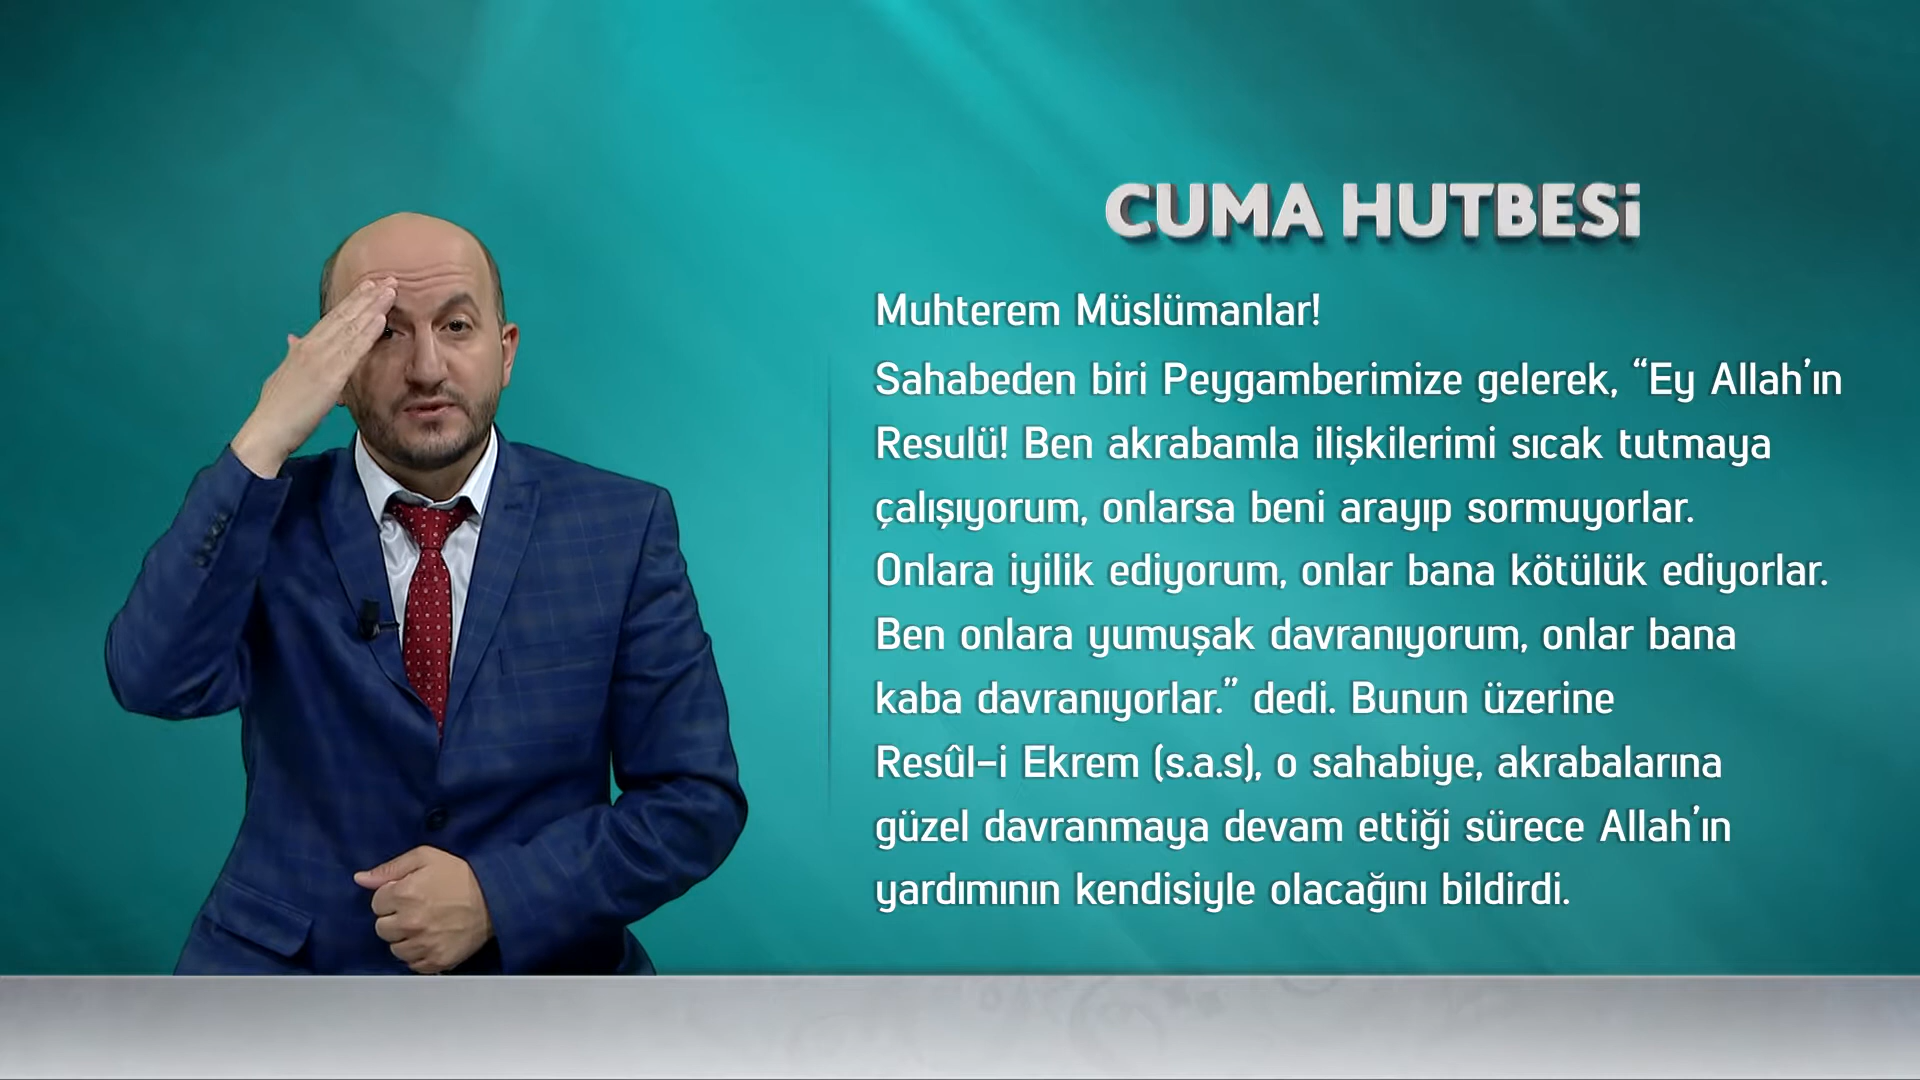 CUMA HUTBESİ
Muhterem Müslümanlar!
Sahabeden biri Peygamberimize gelerek, “Ey Allah’ın
Resulü! Ben akrabamla ilişkilerimi sıcak tutmaya
çalışıyorum, onlarsa beni arayıp sormuyorlar.
Onlara iyilik ediyorum, onlar bana kötülük ediyorlar.
Ben onlara yumuşak davranıyorum, onlar bana
kaba davranıyorlar.” dedi. Bunun üzerine
Resûl-i Ekrem (s.a.s), o sahabiye, akrabalarına
güzel davranmaya devam ettiği sürece Allah’ın
yardımının kendisiyle olacağını bildirdi.